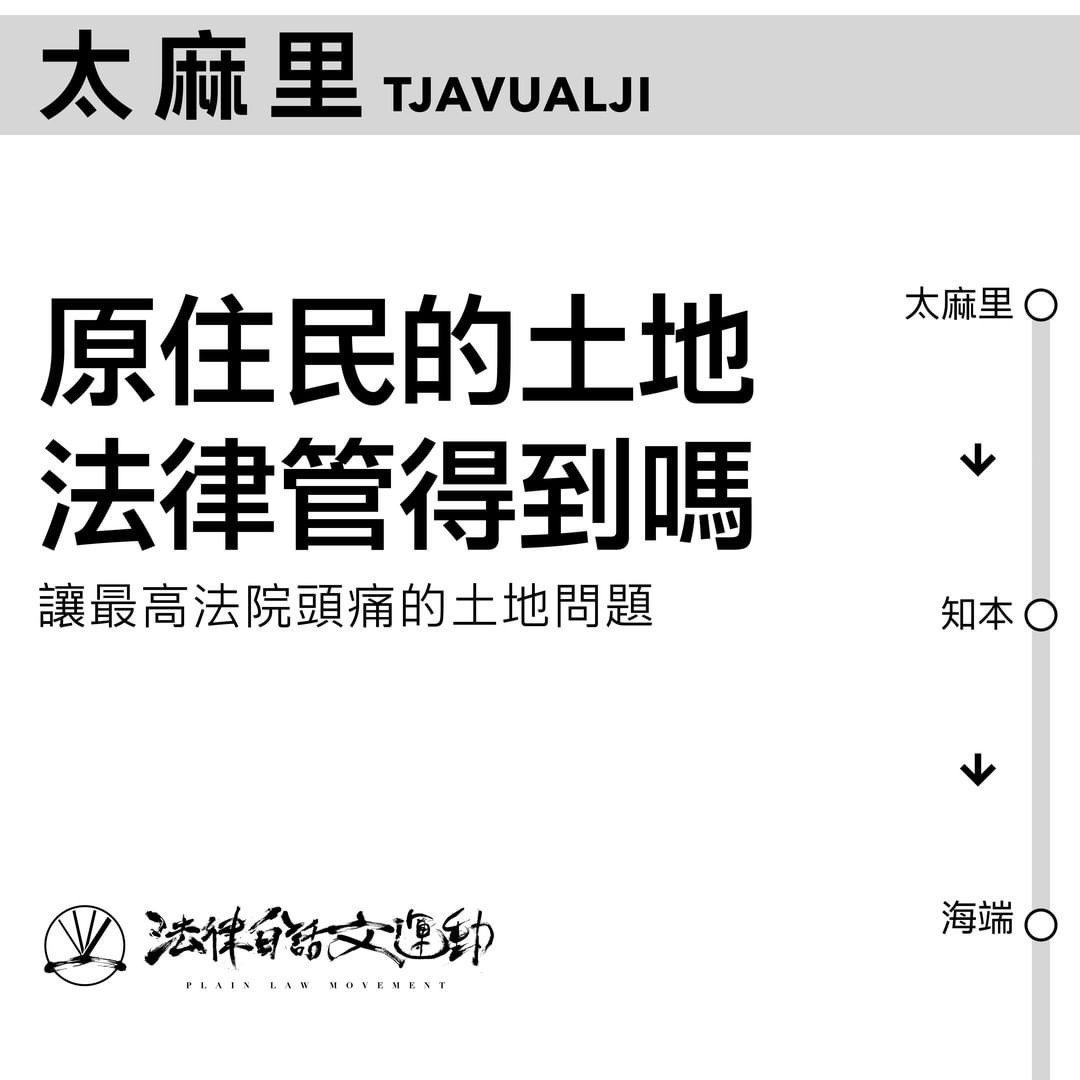 太麻里 TJAVUALJI
原住民的土地
法律管得到嗎
讓最高法院頭痛的土地問題
太麻里
↓
知本
↓
海端
法律白話文運動
PLAIN LAW MOVEMENT